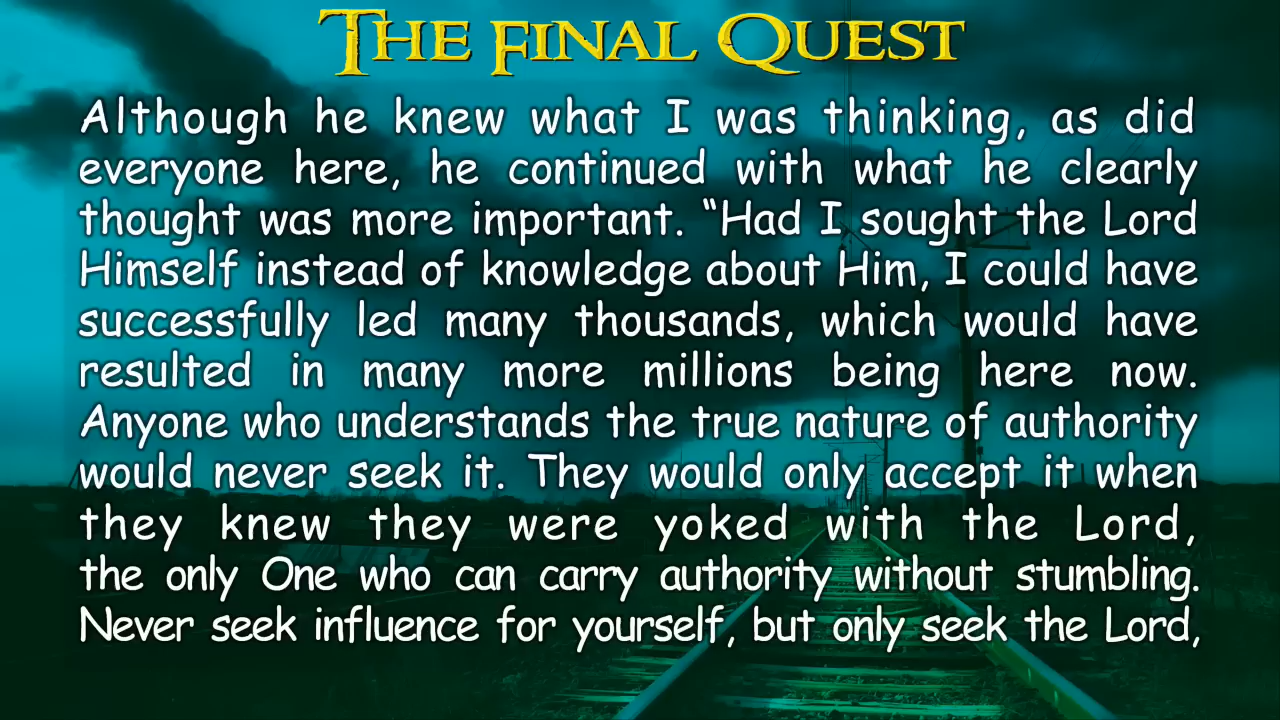 The Final Quest
Although he knew what I was thinking, as did
everyone here, he continued with what he clearly
thought was more important. “Had I sought the Lord
Himself instead of knowledge about Him, I could have
successfully led many thousands, which would have
resulted in many more millions being here now.
Anyone who understands the true nature of authority
would never seek it. They would only accept it when
they knew they were yoked with the Lord,
the only One who can carry authority without stumbling.
Never seek influence for yourself, but only seek the Lord,